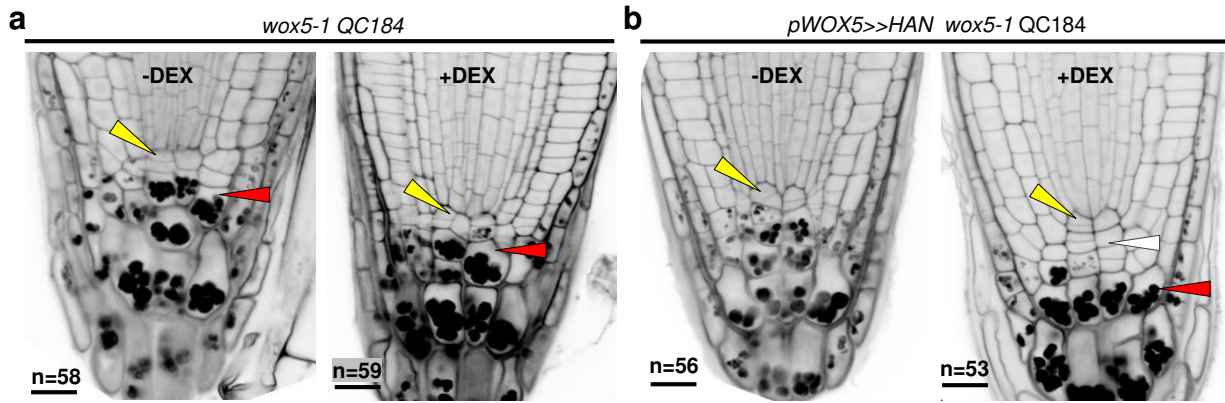 a
wox5-1 QC184
-DEX
+DEX
n=58
n=59
b
pWOX5>>HAN wox5-1 QC184
-DEX
+DEX
n=56
n=53